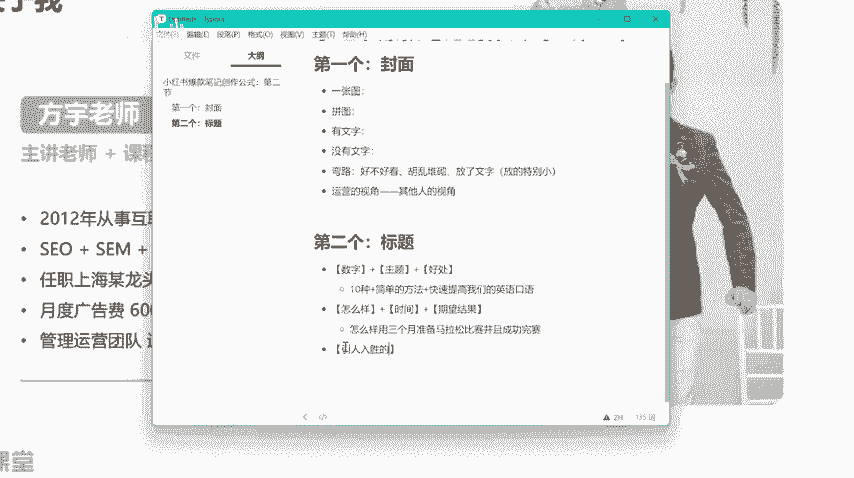 于我
方宇老师
主讲老师 + 课程
• 2012年从事互联
• SEO + SEM +
• 任职上海某龙头
• 月度广告费 600
• 管理运营团队
课堂
文件(F) 编辑(E) 段落(P) 格式(O) 视图(V) 主题(T) 帮助(H)
文件 大纲
小红书爆款笔记创作公式：第二
节
第一个：封面
第二个：标题
第一个：封面
• 一张图：
• 拼图：
• 有文字：
• 没有文字：
• 弯路：好不好看、胡乱堆砌、放了文字（放的特别小）
• 运营的视角——其他人的视角
第二个：标题
• 【数字】+【主题】+【好处】
○ 10种+简单的方法+快速提高我们的英语口语
• 【怎么样】+【时间】+【期望结果】
○ 怎么样用三个月准备马拉松比赛并且成功完赛
• 【引人入胜的】